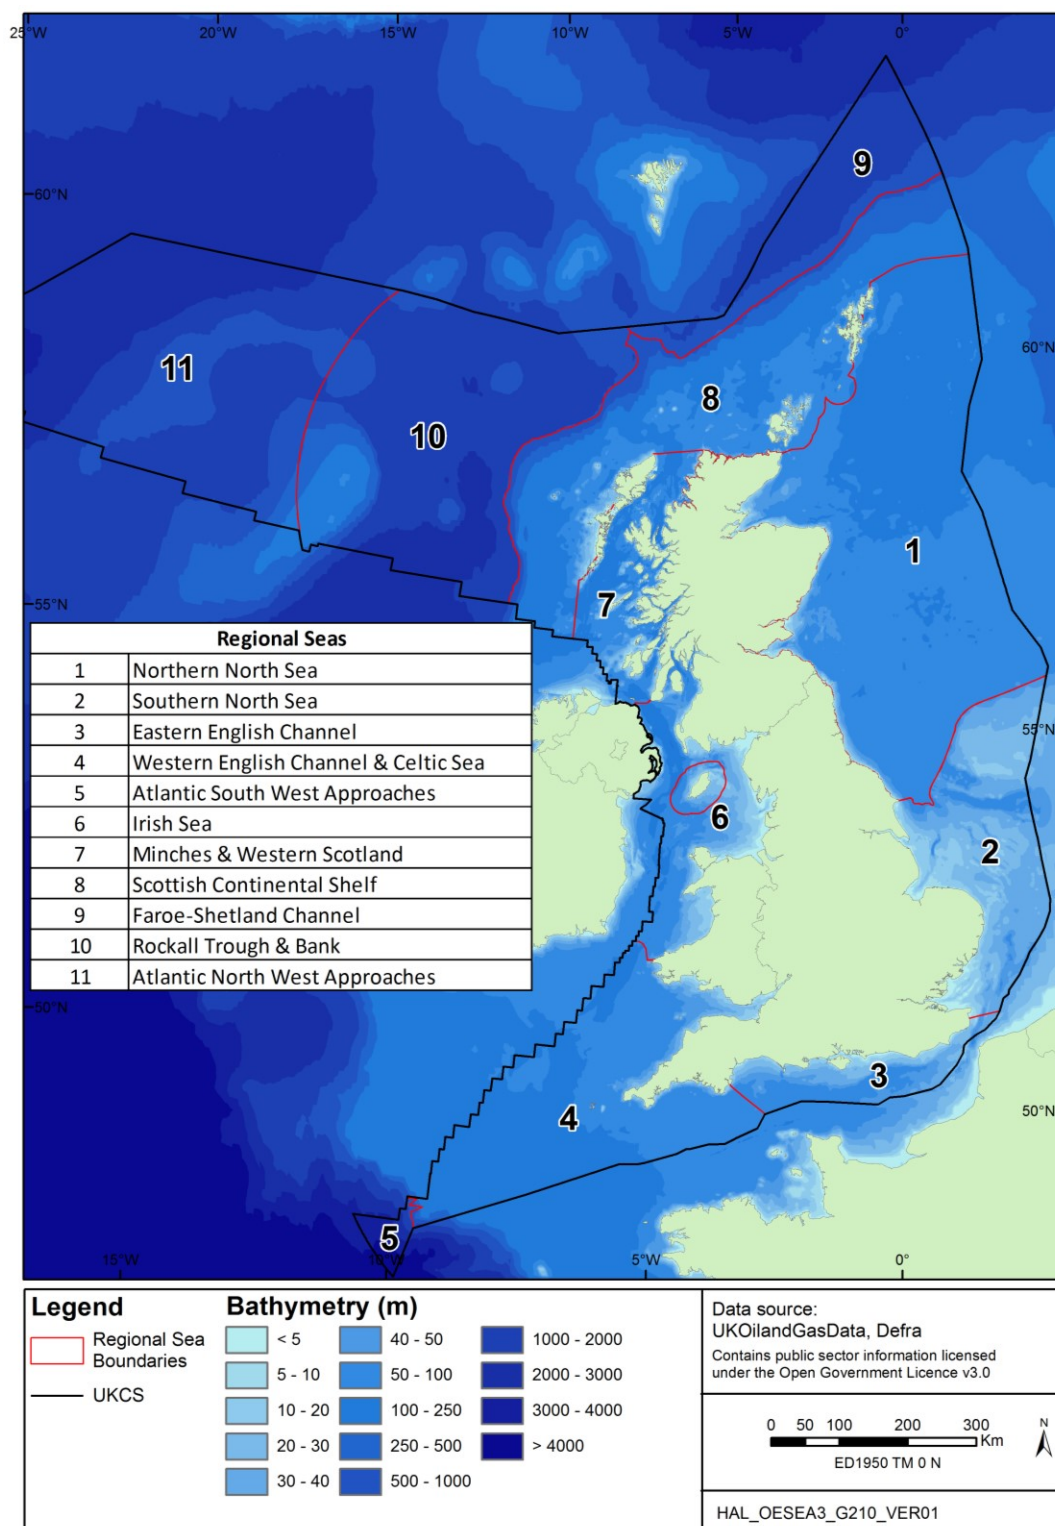 25°W 20°W 15°W 10°W 5°W 0°
9
60°N
60°N
11
8
10
1
55°N
7
Regional Seas
1 Northern North Sea
2 Southern North Sea
3 Eastern English Channel
4 Western English Channel & Celtic Sea
5 Atlantic South West Approaches
6 Irish Sea
7 Minches & Western Scotland
8 Scottish Continental Shelf
9 Faroe-Shetland Channel
10 Rockall Trough & Bank
11 Atlantic North West Approaches
55°N
6
2
50°N
3
4
50°N
5
15°W 10°W 5°W 0°
Legend
Regional Sea
Boundaries
UKCS
Bathymetry (m)
< 5
5 - 10
10 - 20
20 - 30
30 - 40
40 - 50
50 - 100
100 - 250
250 - 500
500 - 1000
1000 - 2000
2000 - 3000
3000 - 4000
> 4000
Data source:
UKOilandGasData, Defra
Contains public sector information licensed
under the Open Government Licence v3.0
0 50 100 200 300
Km
N
ED1950 TM 0 N
HAL_OESEA3_G210_VER01